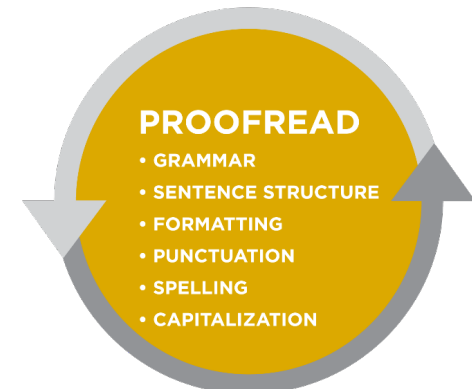 PROOFREAD
• GRAMMAR
• SENTENCE STRUCTURE
• FORMATTING
• PUNCTUATION
• SPELLING
• CAPITALIZATION